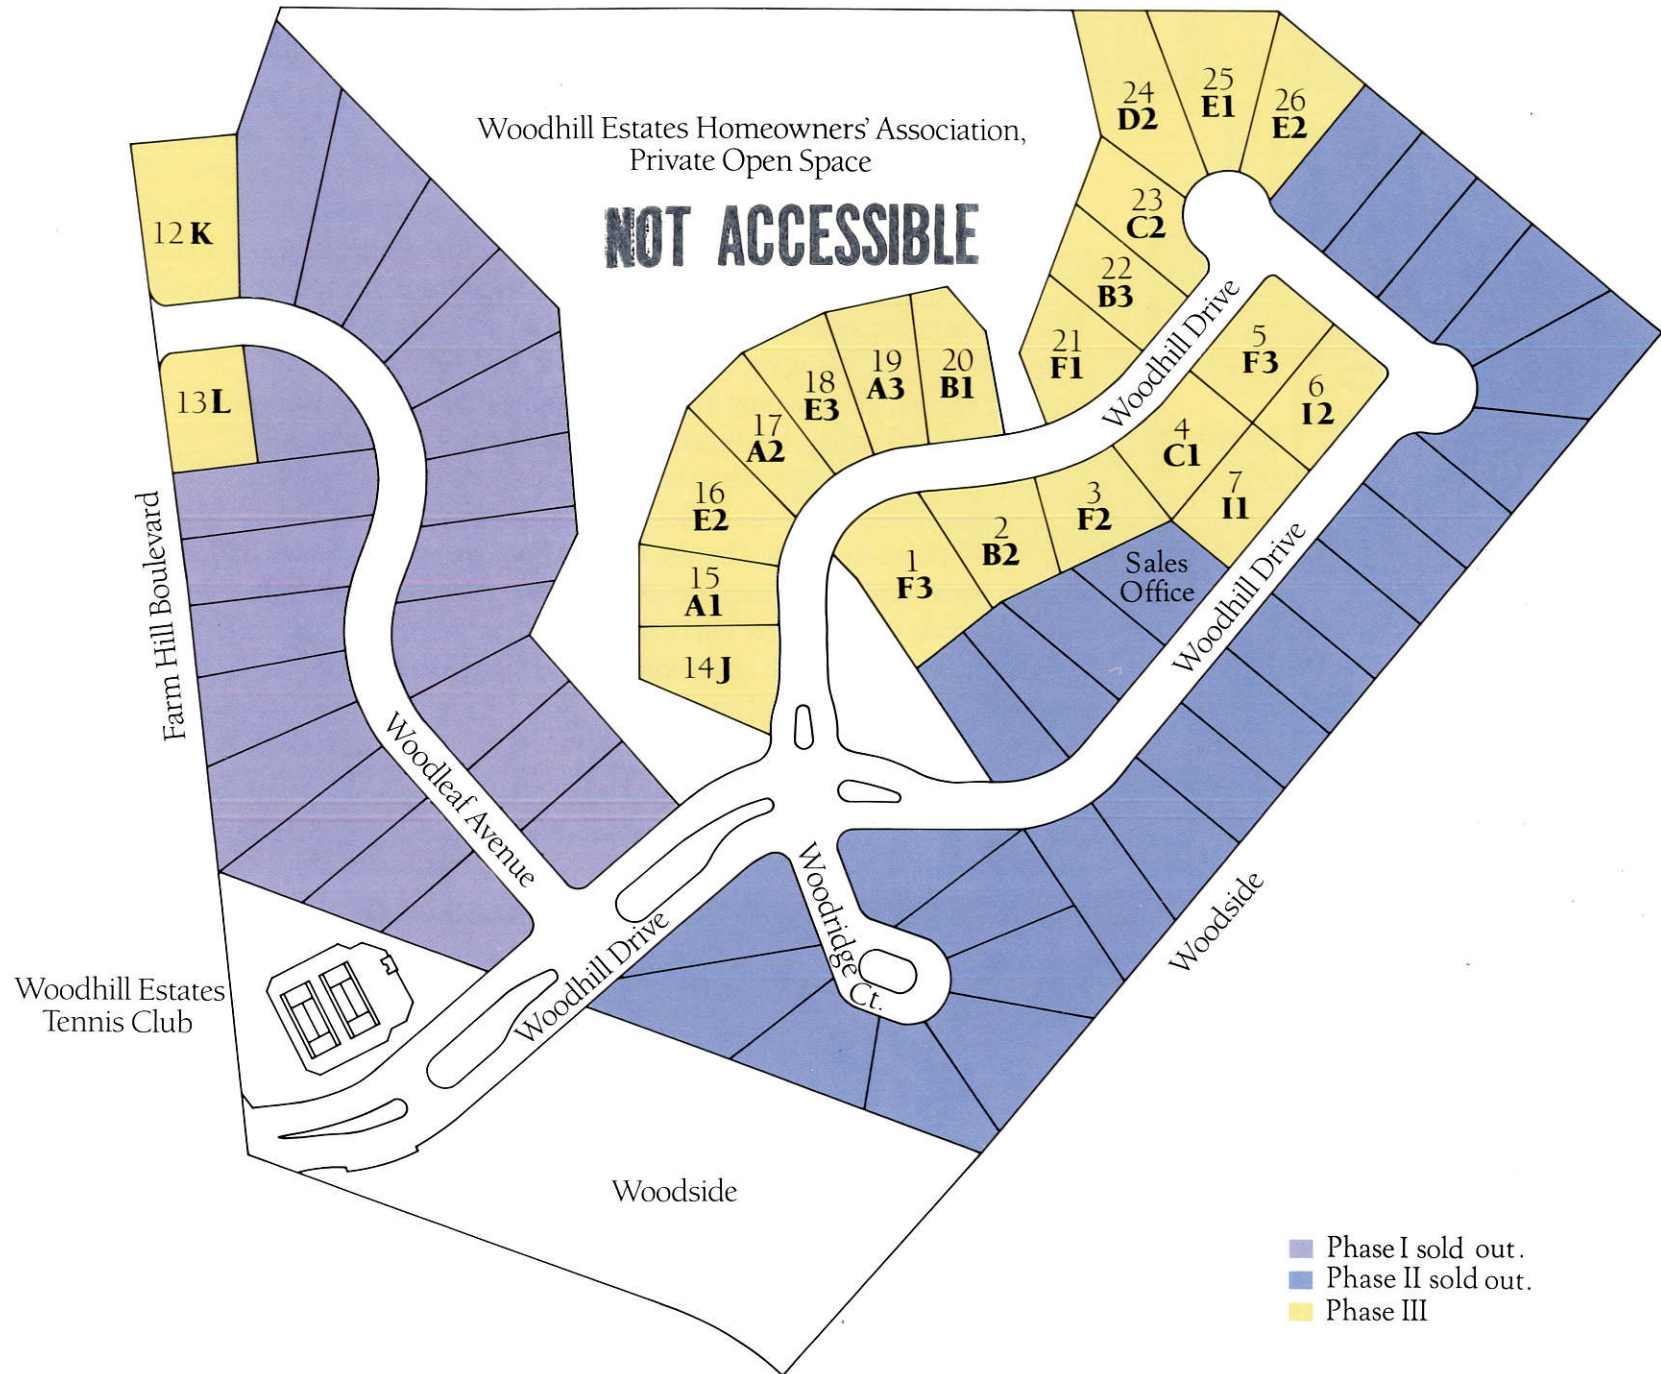 Woodhill Estates Homeowners' Association,
Private Open Space
NOT ACCESSIBLE
24
D2
25
E1
26
E2
23
C2
22
B3
21
F1
12 K
13 L
20
B1
19
A3
18
E3
17
A2
16
E2
15
A1
14 J
Woodhill Drive
5
F3
6
I2
4
C1
7
I1
3
F2
2
B2
1
F3
Sales
Office
Woodhill Drive
Farm Hill Boulevard
Woodleaf Avenue
Woodridge
Ct.
Woodhill Drive
Woodside
Woodhill Estates
Tennis Club
Woodside
Phase I sold out.
Phase II sold out.
Phase III